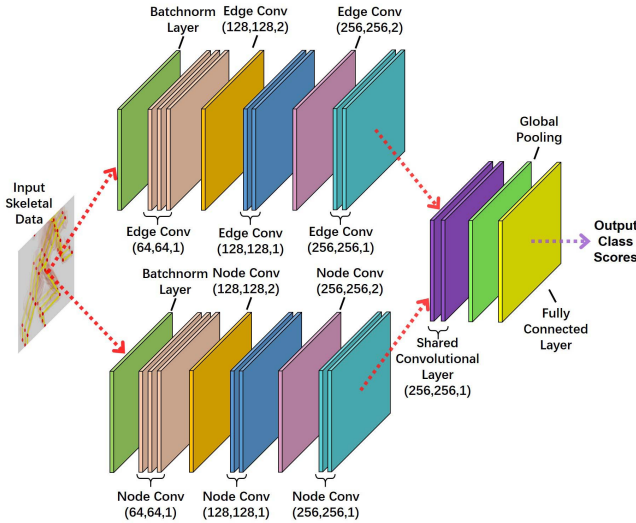 Batchnorm
Layer
Edge Conv
(128,128,2)
Edge Conv
(256,256,2)
Input
Skeletal
Data
Edge Conv
(64,64,1)
Edge Conv
(128,128,1)
Edge Conv
(256,256,1)
Global
Pooling
Output
Class
Scores
Batchnorm
Layer
Node Conv
(128,128,2)
Node Conv
(256,256,2)
Shared
Convolutional
Layer
(256,256,1)
Fully
Connected
Layer
Node Conv
(64,64,1)
Node Conv
(128,128,1)
Node Conv
(256,256,1)